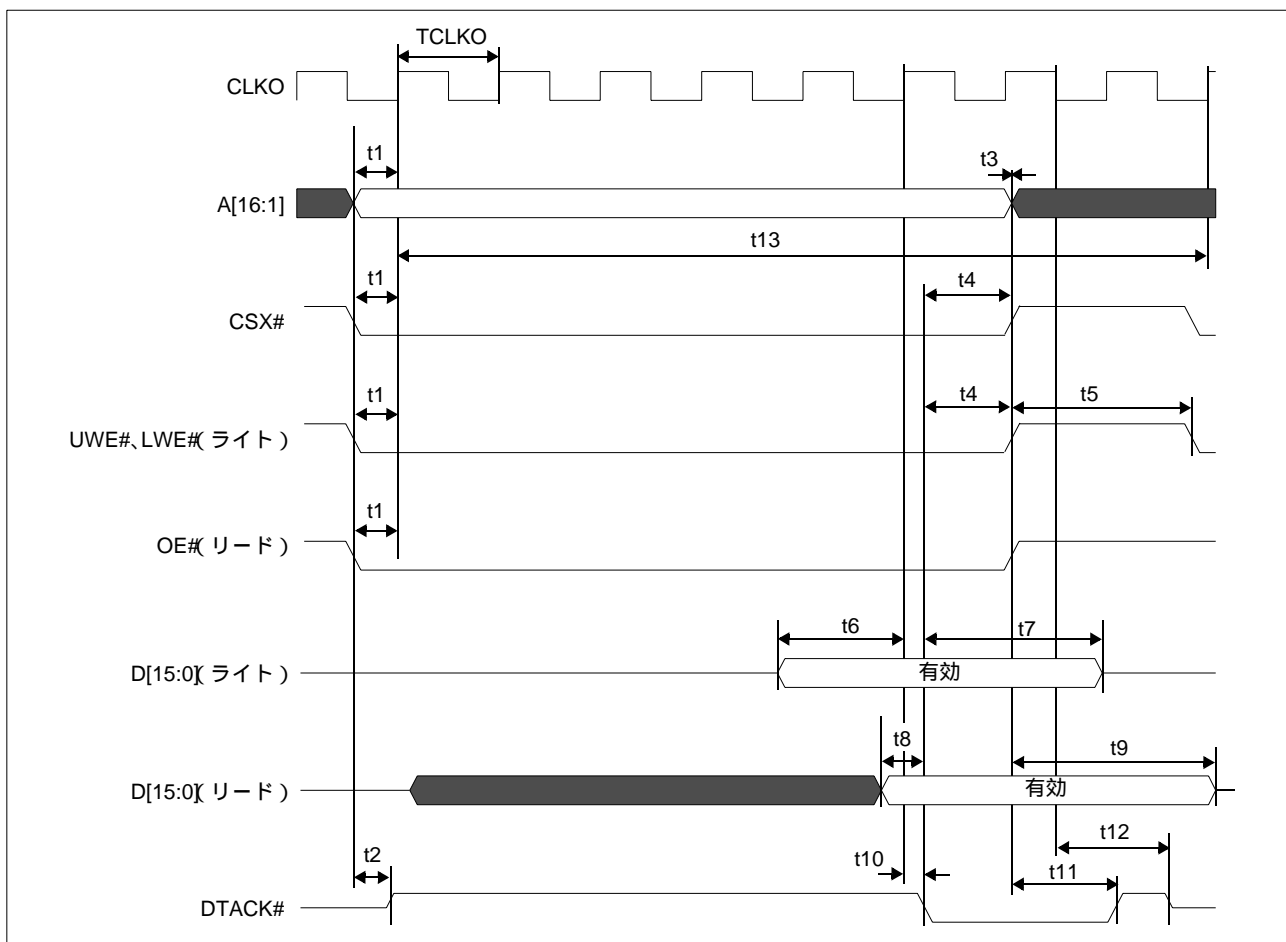 TCLKO
CLKO
t1
t3
A[16:1]
t13
t1
t4
CSX#
t1
t4
t5
UWE#、LWE#(ライト)
t1
OE#(リード)
t6
t7
D[15:0](ライト)
有効
t8
t9
D[15:0](リード)
有効
t2
t10
t12
t11
DTACK#